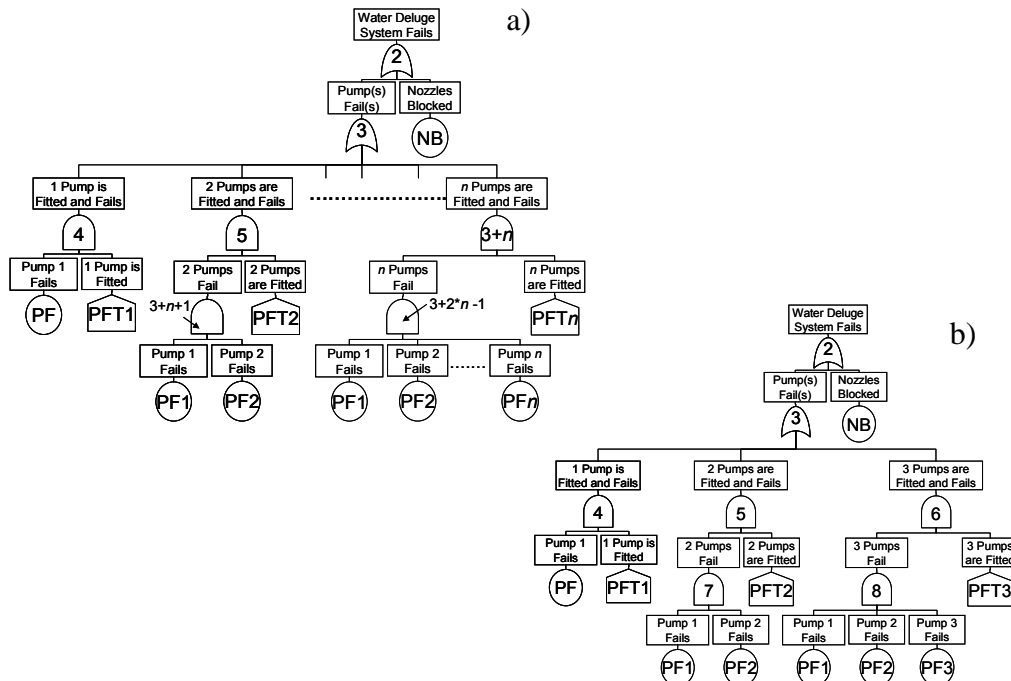 a)
Water Deluge
System Fails
2
Pump(s)
Fail(s)
Nozzles
Blocked
3
NB
1 Pump is
Fitted and Fails
2 Pumps are
Fitted and Fails
n Pumps are
Fitted and Fails
4
5
3+n
Pump 1
Fails
1 Pump is
Fitted
2 Pumps
Fail
2 Pumps
are Fitted
n Pumps
Fail
n Pumps
are Fitted
PF
PFT1
3+n+1
PFT2
3+2*n -1
PFTn
Pump 1
Fails
Pump 2
Fails
Pump 1
Fails
Pump 2
Fails
Pump n
Fails
PF1
PF2
PF1
PF2
PFn
b)
Water Deluge
System Fails
2
Pump(s)
Fail(s)
Nozzles
Blocked
3
NB
1 Pump is
Fitted and Fails
2 Pumps are
Fitted and Fails
3 Pumps are
Fitted and Fails
4
5
6
Pump 1
Fails
1 Pump is
Fitted
2 Pumps
Fail
2 Pumps
are Fitted
3 Pumps
Fail
3 Pumps
are Fitted
PF
PFT1
7
PFT2
8
PFT3
Pump 1
Fails
Pump 2
Fails
Pump 1
Fails
Pump 2
Fails
Pump 3
Fails
PF1
PF2
PF1
PF2
PF3